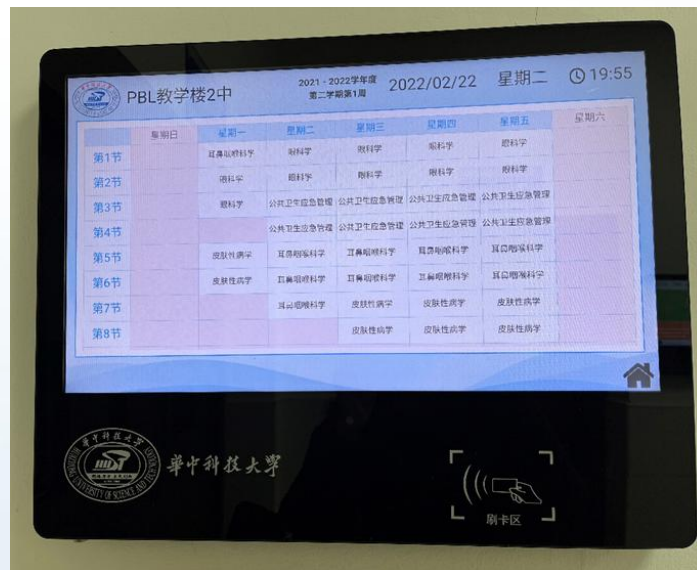 PBL教学楼2中
2021 - 2022学年度
第二学期第1周
2022/02/22 星期二 19:55
星期日 星期一 星期二 星期三 星期四 星期五 星期六
第1节 耳鼻咽喉科学 眼科学 眼科学 眼科学 眼科学
第2节 眼科学 眼科学 眼科学 眼科学 眼科学
第3节 眼科学 公共卫生应急管理 公共卫生应急管理 公共卫生应急管理 公共卫生应急管理
第4节 公共卫生应急管理 公共卫生应急管理 公共卫生应急管理 公共卫生应急管理
第5节 皮肤性病学 耳鼻咽喉科学 耳鼻咽喉科学 耳鼻咽喉科学 耳鼻咽喉科学
第6节 皮肤性病学 耳鼻咽喉科学 耳鼻咽喉科学 耳鼻咽喉科学 耳鼻咽喉科学
第7节 耳鼻咽喉科学 皮肤性病学 皮肤性病学 皮肤性病学
第8节 皮肤性病学 皮肤性病学 皮肤性病学
華中科技大学
HUAZHONG UNIVERSITY OF SCIENCE AND TECHNOLOGY
華中科技大学
刷卡区